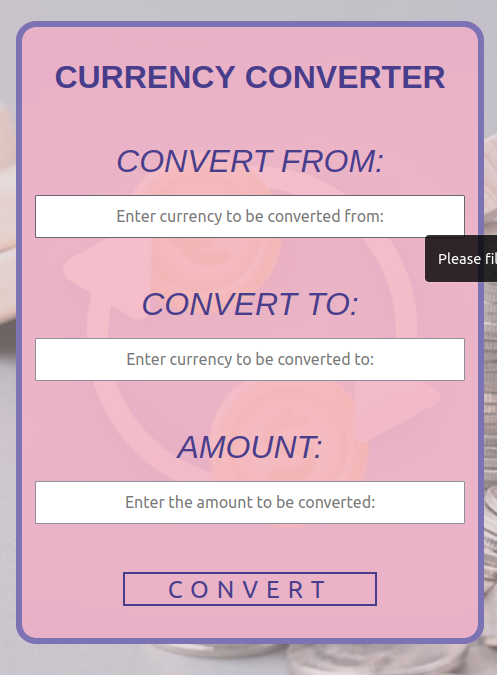 CURRENCY CONVERTER
CONVERT FROM:
Enter currency to be converted from:
Please fil
CONVERT TO:
Enter currency to be converted to:
AMOUNT:
Enter the amount to be converted:
CONVERT